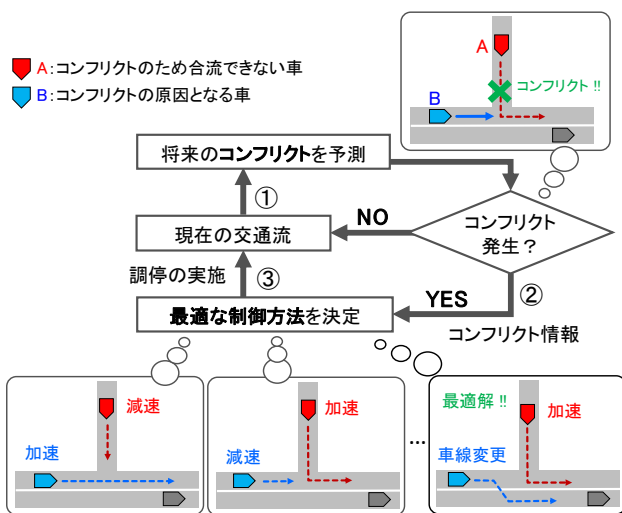 A:コンフリクトのため合流できない車
B:コンフリクトの原因となる車
A
コンフリクト!!
B
将来のコンフリクトを予測
①
現在の交通流
NO
コンフリクト
発生?
調停の実施
③
YES
②
最適な制御方法を決定
コンフリクト情報
減速
加速
加速
減速
…
最適解!!
加速
車線変更